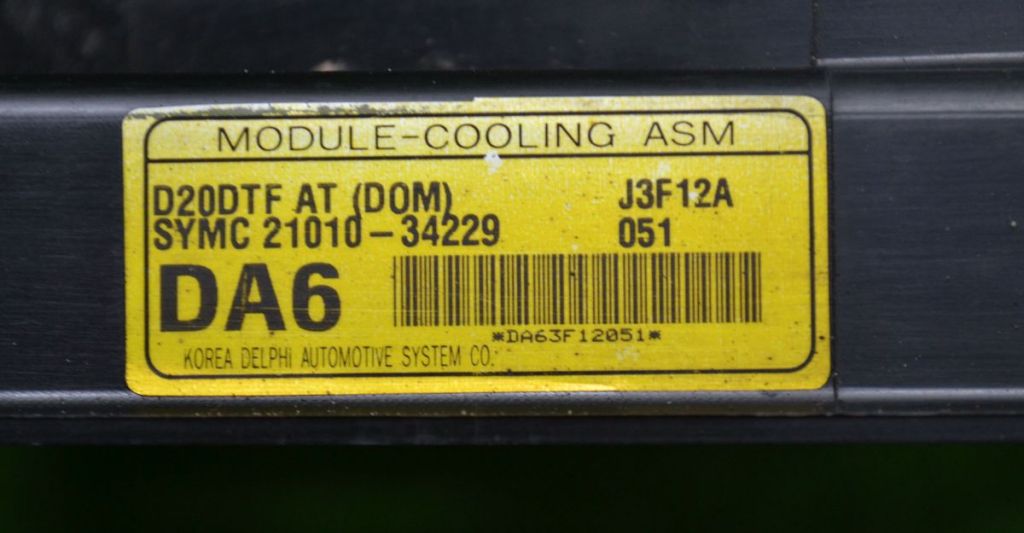 MODULE-COOLING ASM
D20DTF AT (DOM) J3F12A
SYMC 21010-34229 051
DA6
*DA63F12051*
KOREA DELPHI AUTOMOTIVE SYSTEM CO.